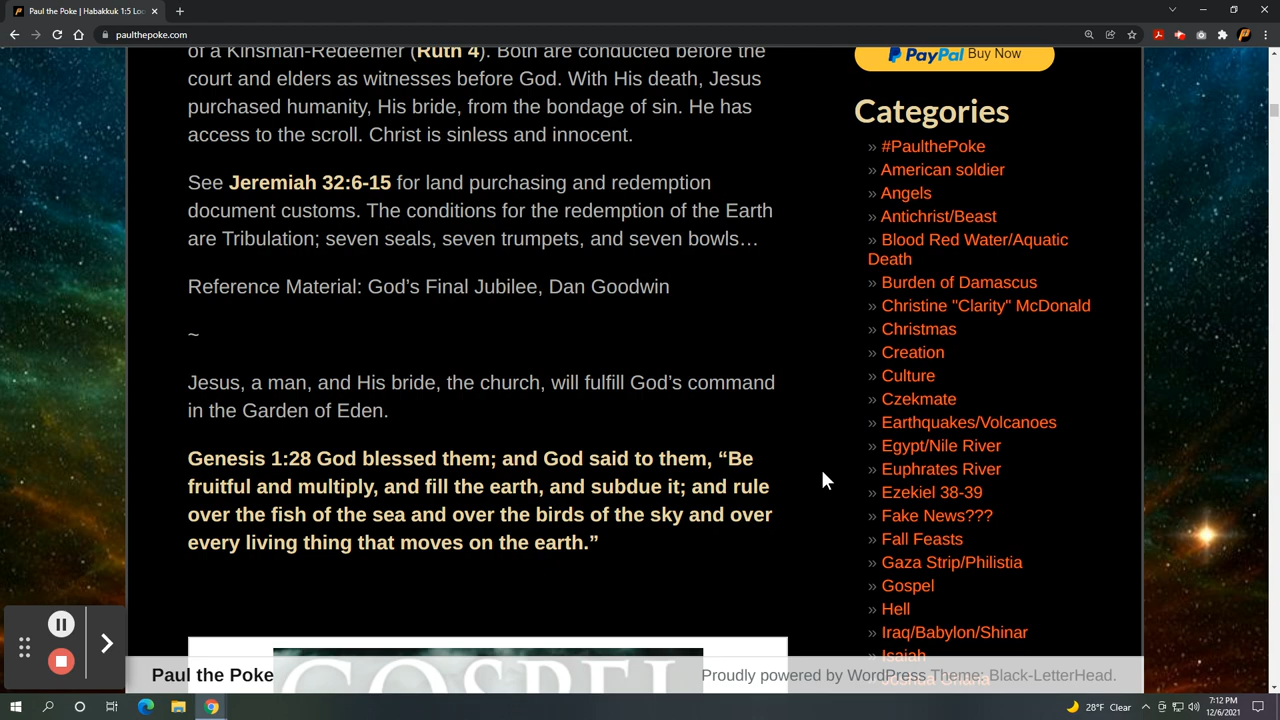 Paul the Poke | Habakkuk 1:5 Loo
paulthepoke.com
of a Kinsman-Redeemer (Ruth 4). Both are conducted before the
court and elders as witnesses before God. With His death, Jesus
purchased humanity, His bride, from the bondage of sin. He has
access to the scroll. Christ is sinless and innocent.
See Jeremiah 32:6-15 for land purchasing and redemption
document customs. The conditions for the redemption of the Earth
are Tribulation; seven seals, seven trumpets, and seven bowls…
Reference Material: God’s Final Jubilee, Dan Goodwin
~
Jesus, a man, and His bride, the church, will fulfill God’s command
in the Garden of Eden.
Genesis 1:28 God blessed them; and God said to them, “Be
fruitful and multiply, and fill the earth, and subdue it; and rule
over the fish of the sea and over the birds of the sky and over
every living thing that moves on the earth.”
GOSPEL
PayPal Buy Now
Categories
» #PaulthePoke
» American soldier
» Angels
» Antichrist/Beast
» Blood Red Water/Aquatic
Death
» Burden of Damascus
» Christine "Clarity" McDonald
» Christmas
» Creation
» Culture
» Czekmate
» Earthquakes/Volcanoes
» Egypt/Nile River
» Euphrates River
» Ezekiel 38-39
» Fake News???
» Fall Feasts
» Gaza Strip/Philistia
» Gospel
» Hell
» Iraq/Babylon/Shinar
» Isaiah
Paul the Poke
Proudly powered by WordPress Theme: Black-LetterHead.
28°F Clear
7:12 PM
12/6/2021